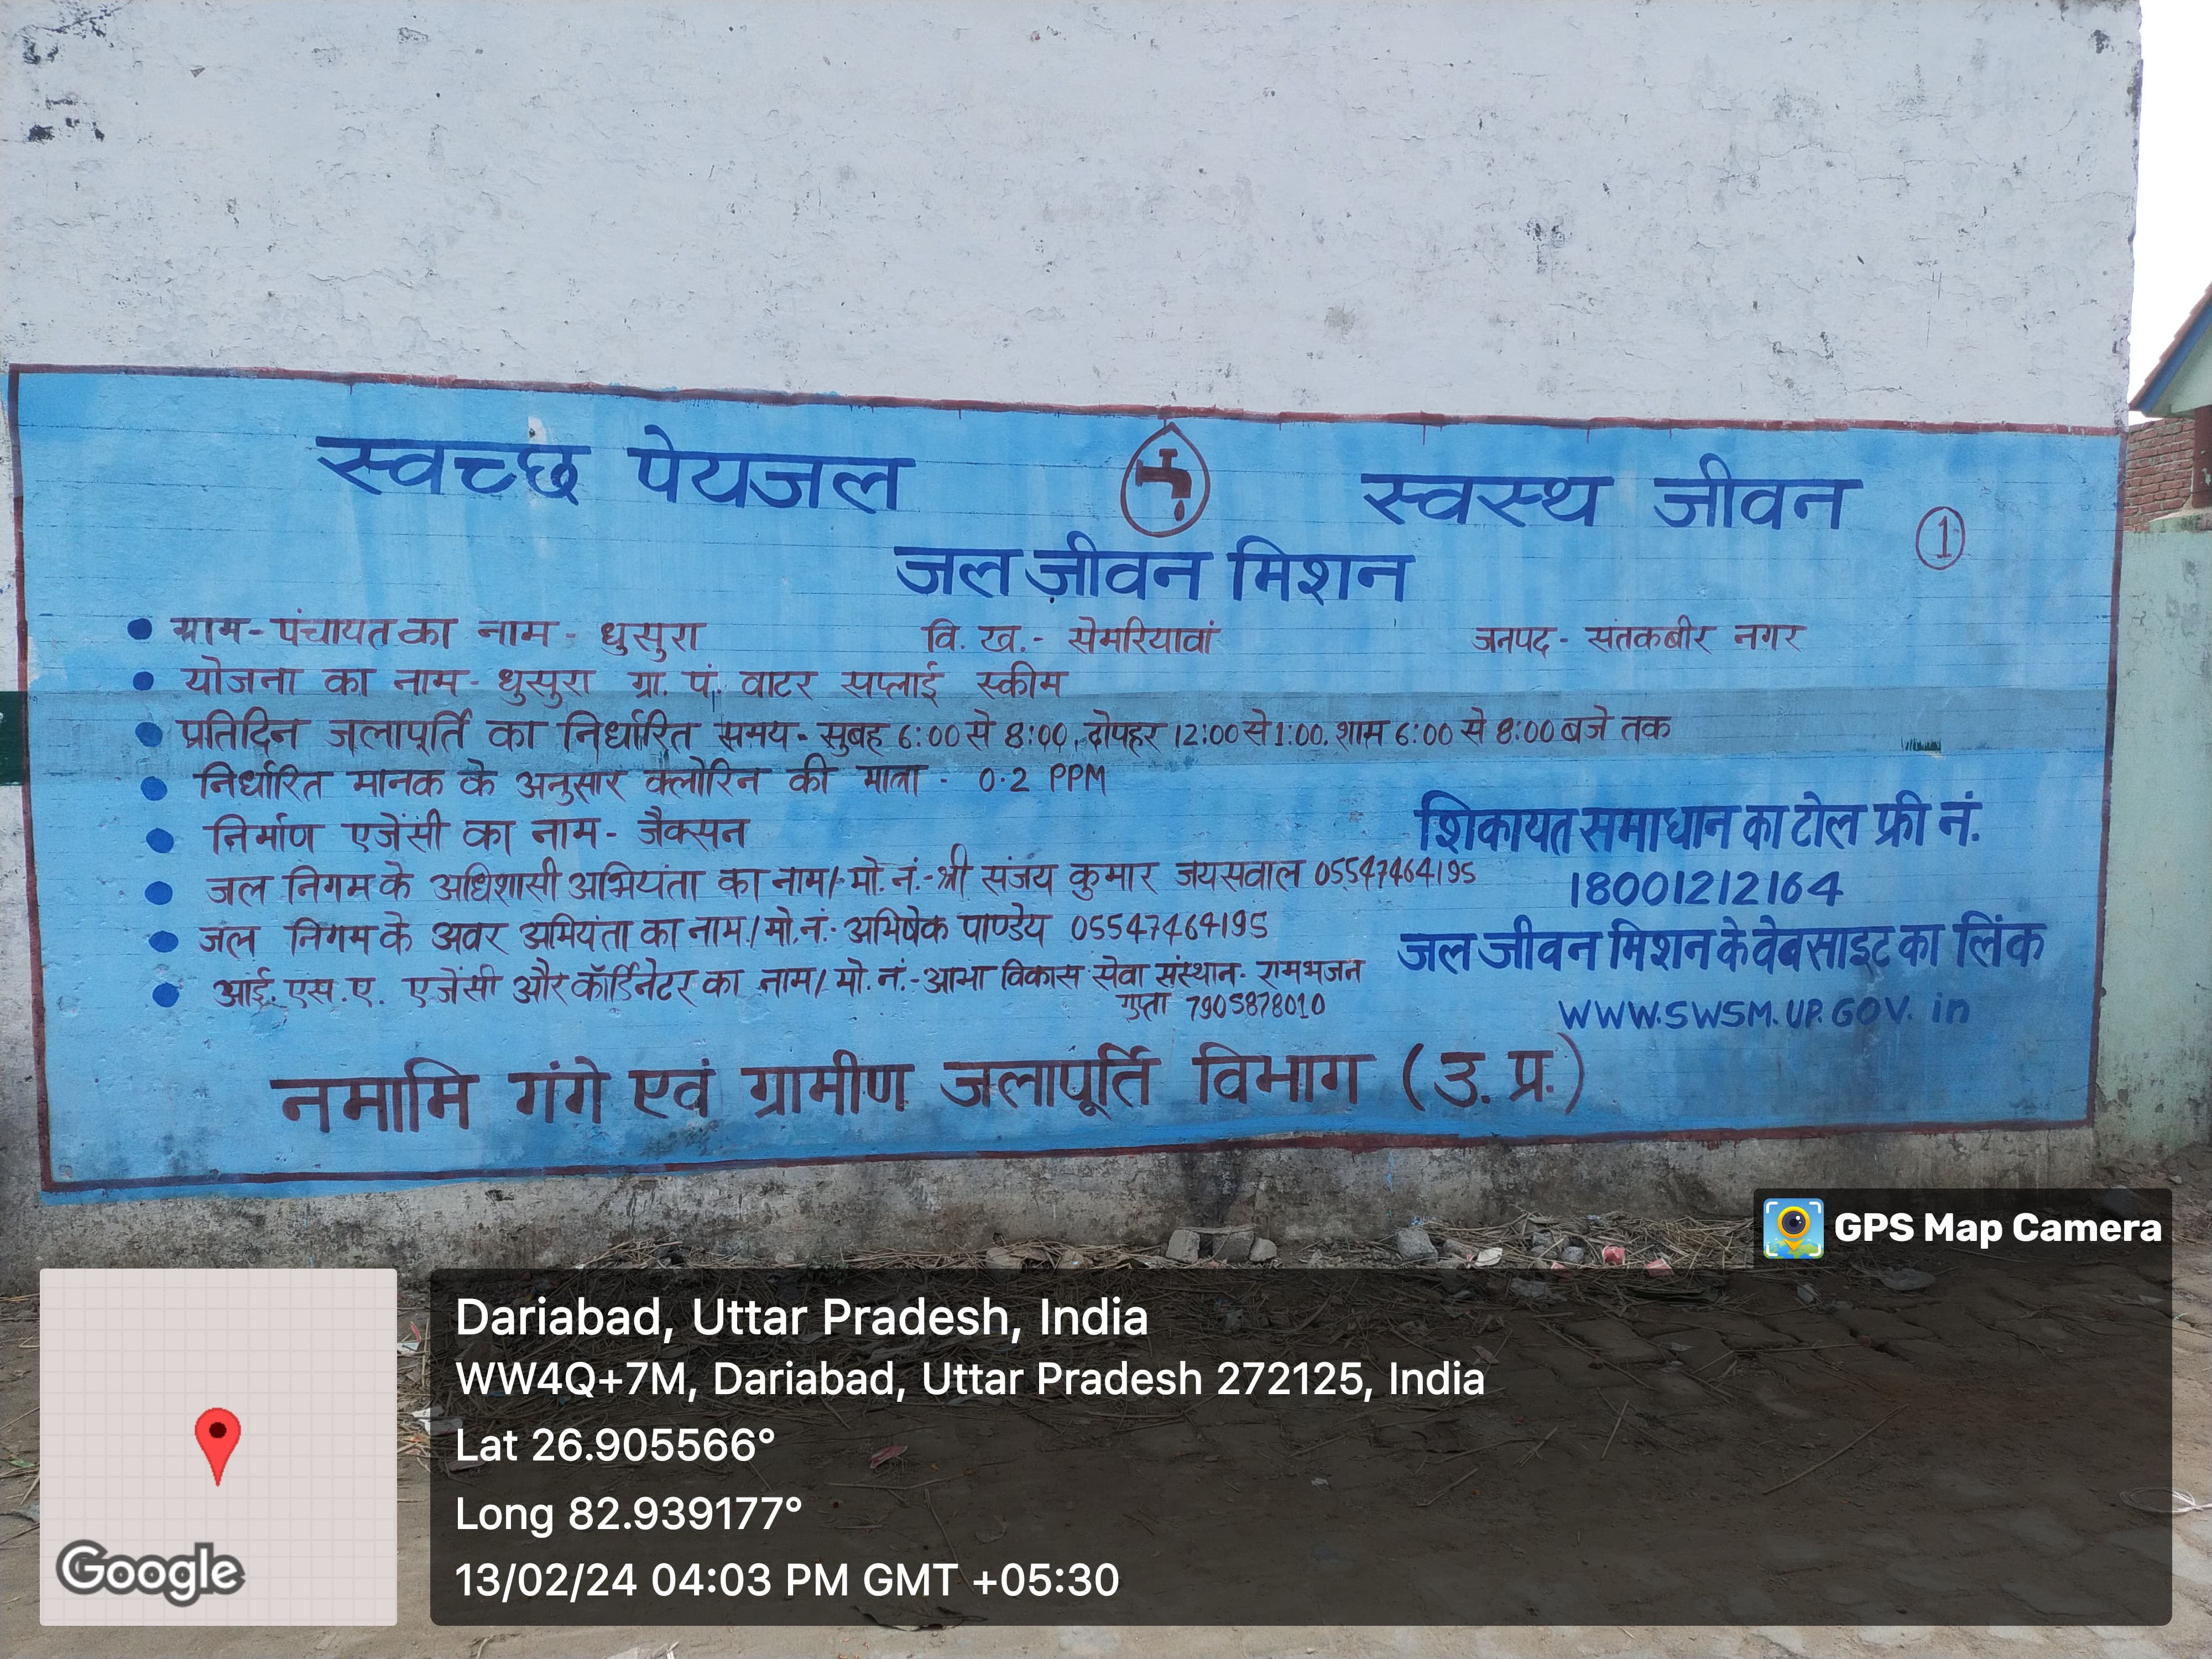 स्वच्छ पेयजल स्वस्थ जीवन
1
जल जीवन मिशन
ग्राम-पंचायत का नाम- धुसुरा वि. ख.- सेमरियावां जनपद- संतकबीर नगर
योजना का नाम- धुसुरा ग्रा. पं. वाटर सप्लाई स्कीम
प्रतिदिन जलापूर्ति का निर्धारित समय- सुबह 6:00 से 8:00, दोपहर 12:00 से 1:00, शाम 6:00 से 8:00 बजे तक
निर्धारित मानक के अनुसार क्लोरिन की मात्रा - 0.2 PPM
निर्माण एजेंसी का नाम- जैक्सन
जल निगम के अधिशासी अभियंता का नाम/मो.नं.-श्री संजय कुमार जयसवाल 05547464195
जल निगम के अवर अभियंता का नाम/मो.नं.- अभिषेक पाण्डेय 05547464195
आई.एस.ए. एजेंसी और कॉर्डिनेटर का नाम/मो.नं.-आभा विकास सेवा संस्थान- रामभजन
गुप्ता 7905878010
शिकायत समाधान का टोल फ्री नं.
18001212164
जल जीवन मिशन के वेबसाइट का लिंक
WWW.SWSM.UP.GOV.in
नमामि गंगे एवं ग्रामीण जलापूर्ति विभाग (उ.प्र.)
GPS Map Camera
Dariabad, Uttar Pradesh, India
WW4Q+7M, Dariabad, Uttar Pradesh 272125, India
Lat 26.905566°
Long 82.939177°
13/02/24 04:03 PM GMT +05:30
Google